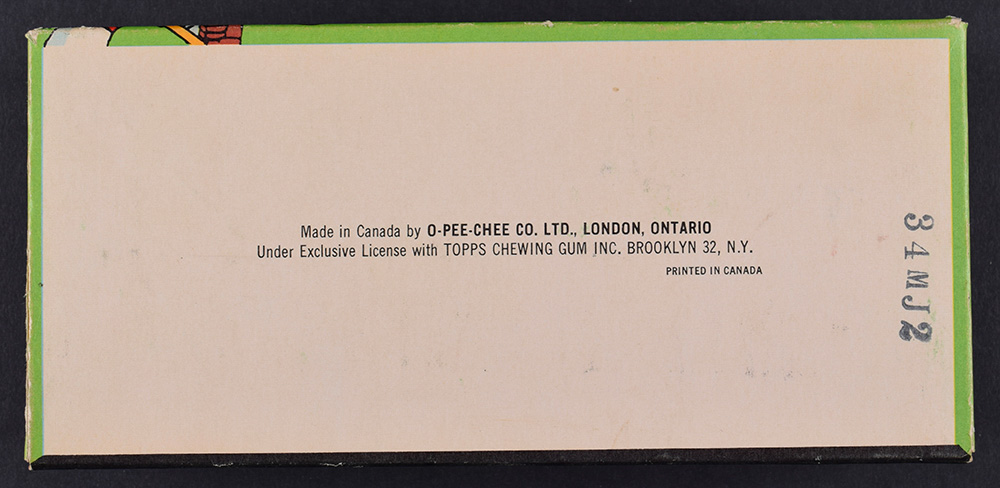 Made in Canada by O-PEE-CHEE CO. LTD., LONDON, ONTARIO
Under Exclusive License with TOPPS CHEWING GUM INC. BROOKLYN 32, N.Y.
PRINTED IN CANADA
34MJ2